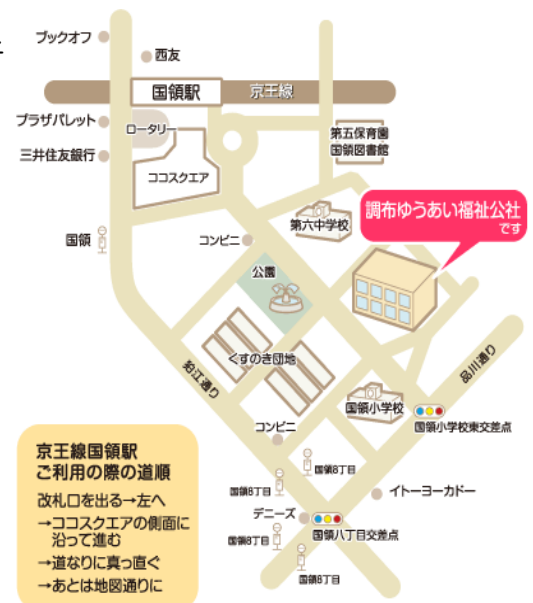 ブックオフ
西友
国領駅
京王線
プラザパレット
ロータリー
第五保育園
国領図書館
三井住友銀行
ココスクエア
調布ゆうあい福祉公社
です
第六中学校
国領
コンビニ
公園
くすのき団地
狛江通り
品川通り
国領小学校
国領小学校東交差点
コンビニ
国領8丁目
国領8丁目
イトーヨーカドー
デニーズ
国領八丁目交差点
国領8丁目
国領8丁目
京王線国領駅
ご利用の際の道順
改札口を出る→左へ
→ココスクエアの側面に
沿って進む
→道なりに真っ直ぐ
→あとは地図通りに